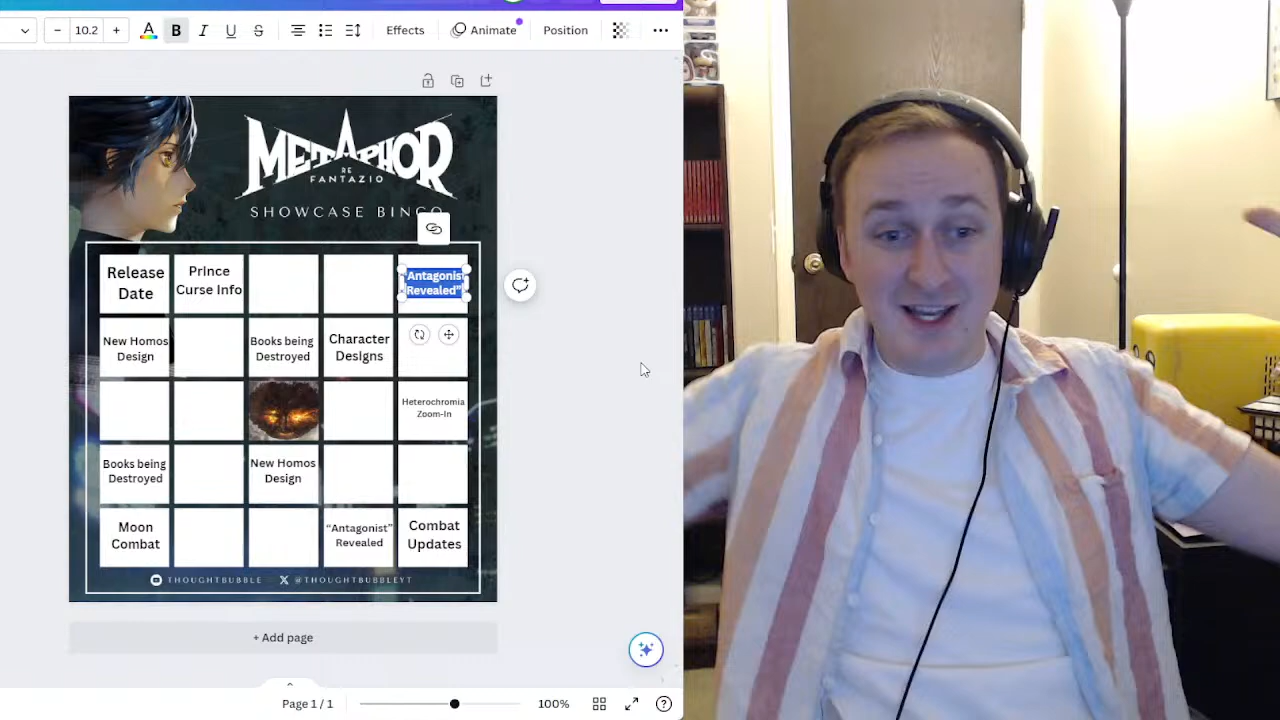 10.2
A
B
I
U
S
Effects
Animate
Position
METAPHOR
RE
FANTAZIO
SHOWCASE BINGO
Release
Date
Prince
Curse Info
"Antagonist
Revealed"
New Homos
Design
Books being
Destroyed
Character
Designs
Heterochromia
Zoom-In
Books being
Destroyed
New Homos
Design
Moon
Combat
“Antagonist”
Revealed
Combat
Updates
THOUGHTBUBBLE
@THOUGHTBUBBLEYT
+ Add page
Page 1 / 1
100%